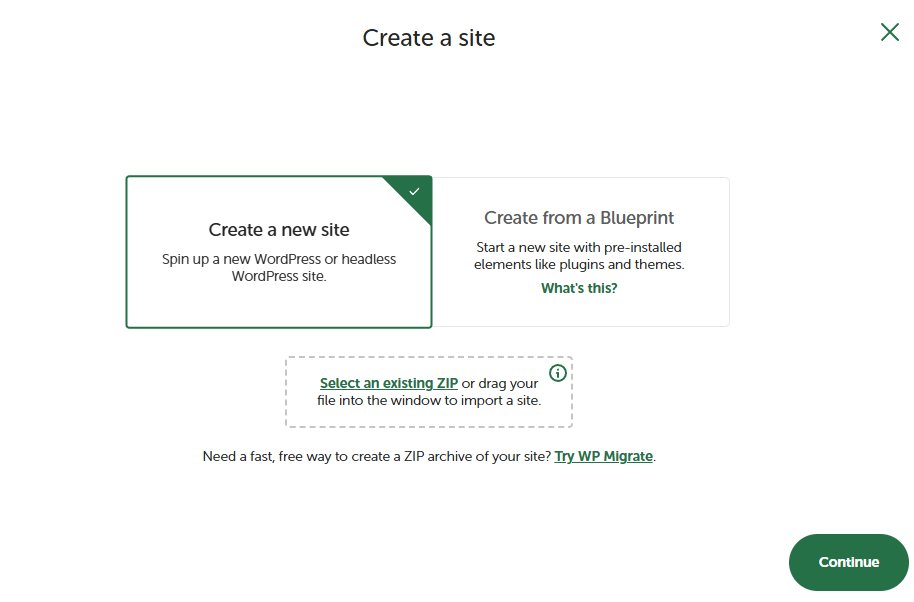 Create a site
Create a new site
Spin up a new WordPress or headless
WordPress site.
Create from a Blueprint
Start a new site with pre-installed
elements like plugins and themes.
What's this?
Select an existing ZIP or drag your
file into the window to import a site.
Need a fast, free way to create a ZIP archive of your site? Try WP Migrate.
Continue